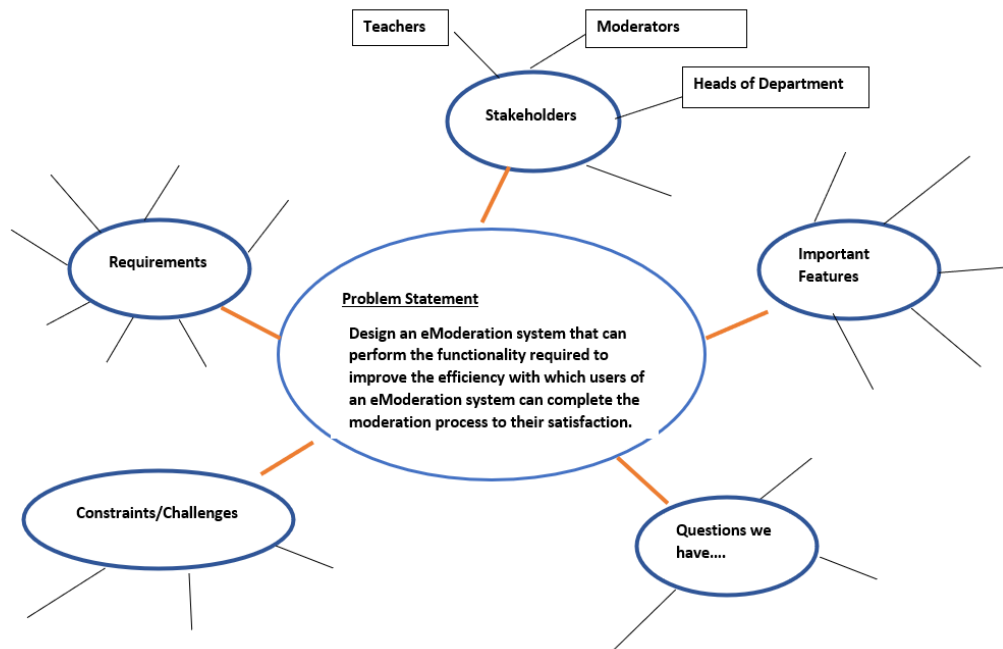 Teachers
Moderators
Heads of Department
Stakeholders
Requirements
Important
Features
Problem Statement
Design an eModeration system that can
perform the functionality required to
improve the efficiency with which users of
an eModeration system can complete the
moderation process to their satisfaction.
Constraints/Challenges
Questions we
have....